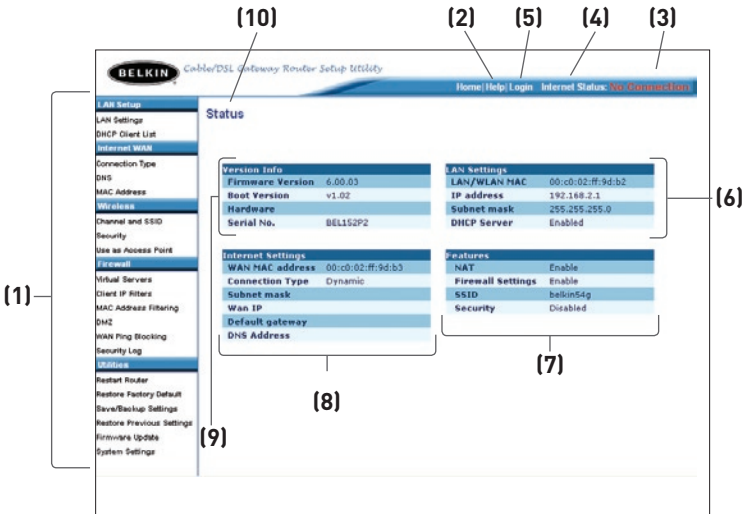 (10)
(2)
(5)
(4)
(3)
BELKIN
Cable/DSL Gateway Router Setup Utility
Home|Help|Login Internet Status: No Connection
LAN Setup
LAN Settings
DHCP Client List
Internet WAN
Connection Type
DNS
MAC Address
Wireless
Channel and SSID
Security
Use as Access Point
Firewall
Virtual Servers
Client IP Filters
MAC Address Filtering
DMZ
WAN Ping Blocking
Security Log
Utilities
Restart Router
Restore Factory Default
Save/Backup Settings
Restore Previous Settings
Firmware Update
System Settings
(1)
Status
Version Info
Firmware Version 6.00.03
Boot Version v1.02
Hardware
Serial No. BEL152P2
LAN Settings
LAN/WLAN MAC 00:c0:02:ff:9d:b2
IP address 192.168.2.1
Subnet mask 255.255.255.0
DHCP Server Enabled
(6)
Internet Settings
WAN MAC address 00:c0:02:ff:9d:b3
Connection Type Dynamic
Subnet mask
Wan IP
Default gateway
DNS Address
Features
NAT Enable
Firewall Settings Enable
SSID belkin54g
Security Disabled
(7)
(8)
(9)